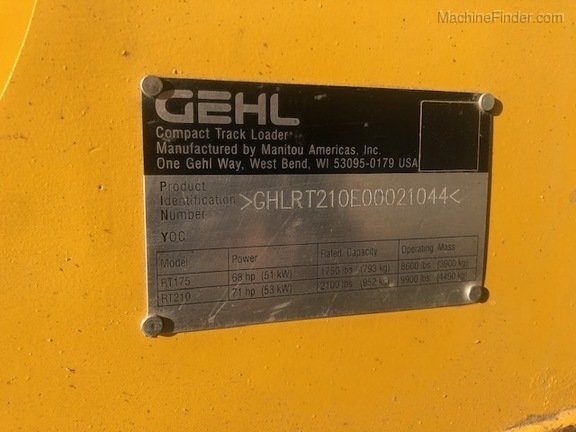 MachineFinder.com
GEHL
Compact Track Loader
Manufactured by Manitou Americas, Inc.
One Gehl Way, West Bend, WI 53095-0179 USA
Product
Identification >GHLRT210E00021044<
Number
YOC
Model Power Rated Capacity Operating Mass
RT175 68 hp (51 kW) 1750 lbs. (793 kg) 8600 lbs. (3900 kg)
RT210 71 hp (53 kW) 2100 lbs. (952 kg) 9900 lbs. (4490 kg)